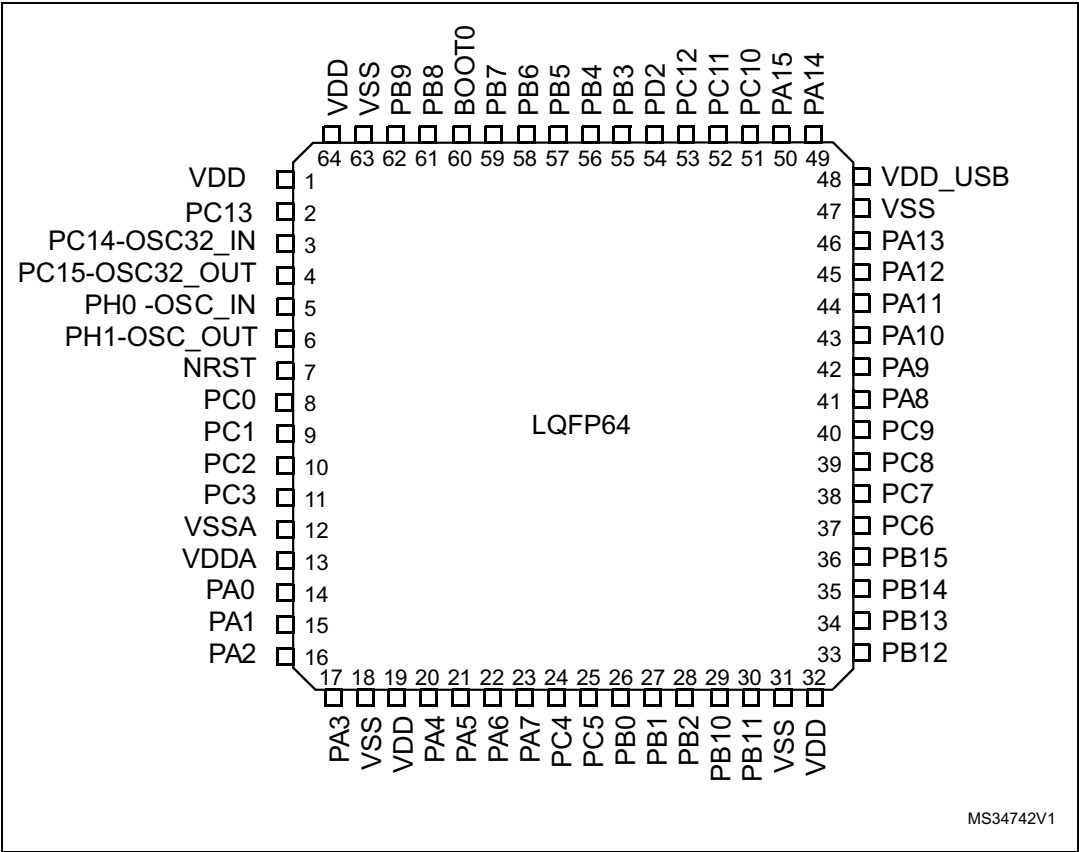 VDD
VSS
PB9
PB8
BOOT0
PB7
PB6
PB5
PB4
PB3
PD2
PC12
PC11
PC10
PA15
PA14
64 63 62 61 60 59 58 57 56 55 54 53 52 51 50 49
VDD 1
PC13 2
PC14-OSC32_IN 3
PC15-OSC32_OUT 4
PH0 -OSC_IN 5
PH1-OSC_OUT 6
NRST 7
PC0 8
PC1 9
PC2 10
PC3 11
VSSA 12
VDDA 13
PA0 14
PA1 15
PA2 16
LQFP64
48 VDD_USB
47 VSS
46 PA13
45 PA12
44 PA11
43 PA10
42 PA9
41 PA8
40 PC9
39 PC8
38 PC7
37 PC6
36 PB15
35 PB14
34 PB13
33 PB12
17 18 19 20 21 22 23 24 25 26 27 28 29 30 31 32
PA3
VSS
VDD
PA4
PA5
PA6
PA7
PC4
PC5
PB0
PB1
PB2
PB10
PB11
VSS
VDD
MS34742V1